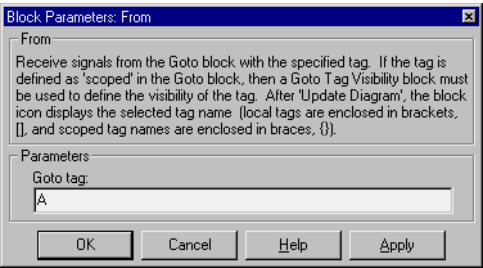 Block Parameters: From
From
Receive signals from the Goto block with the specified tag. If the tag is
defined as 'scoped' in the Goto block, then a Goto Tag Visibility block must
be used to define the visibility of the tag. After 'Update Diagram', the block
icon displays the selected tag name (local tags are enclosed in brackets,
[], and scoped tag names are enclosed in braces, {}).
Parameters
Goto tag:
A
OK Cancel Help Apply